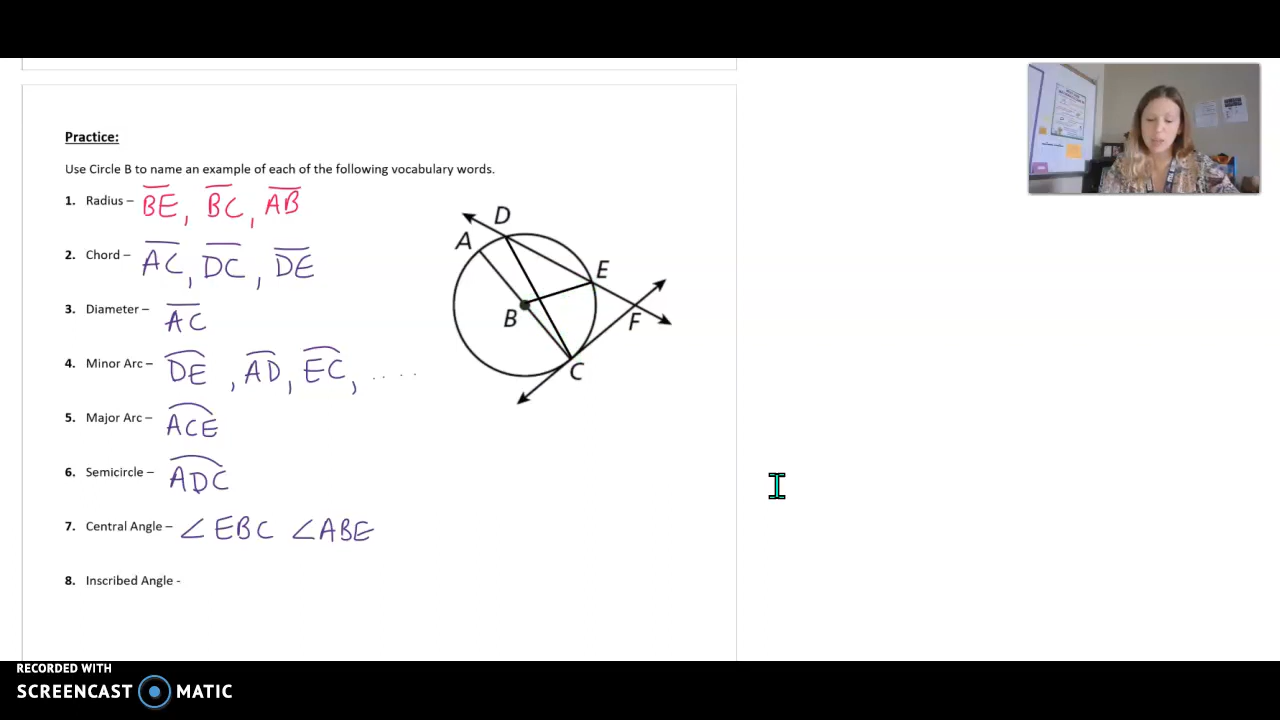 Practice:
Use Circle B to name an example of each of the following vocabulary words.
1. Radius – BE, BC, AB
2. Chord – AC, DC, DE
3. Diameter – AC
4. Minor Arc – DE, AD, EC, .....
5. Major Arc – ACE
6. Semicircle – ADC
7. Central Angle – ∠EBC ∠ABE
8. Inscribed Angle -
D
A
E
B
F
C
RECORDED WITH
SCREENCAST MATIC